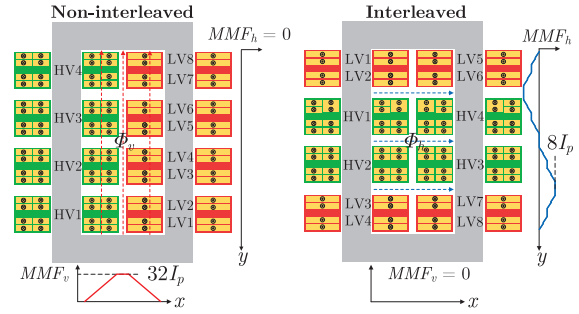 Non-interleaved
MMF_h = 0
HV4
HV3
HV2
HV1
Φ_v
LV8
LV7
LV6
LV5
LV4
LV3
LV2
LV1
y
MMF_v
32I_p
x
Interleaved
MMF_h
LV1
LV2
HV1
HV2
LV3
LV4
Φ_h
LV5
LV6
HV4
HV3
LV7
LV8
8I_p
y
MMF_v = 0
x